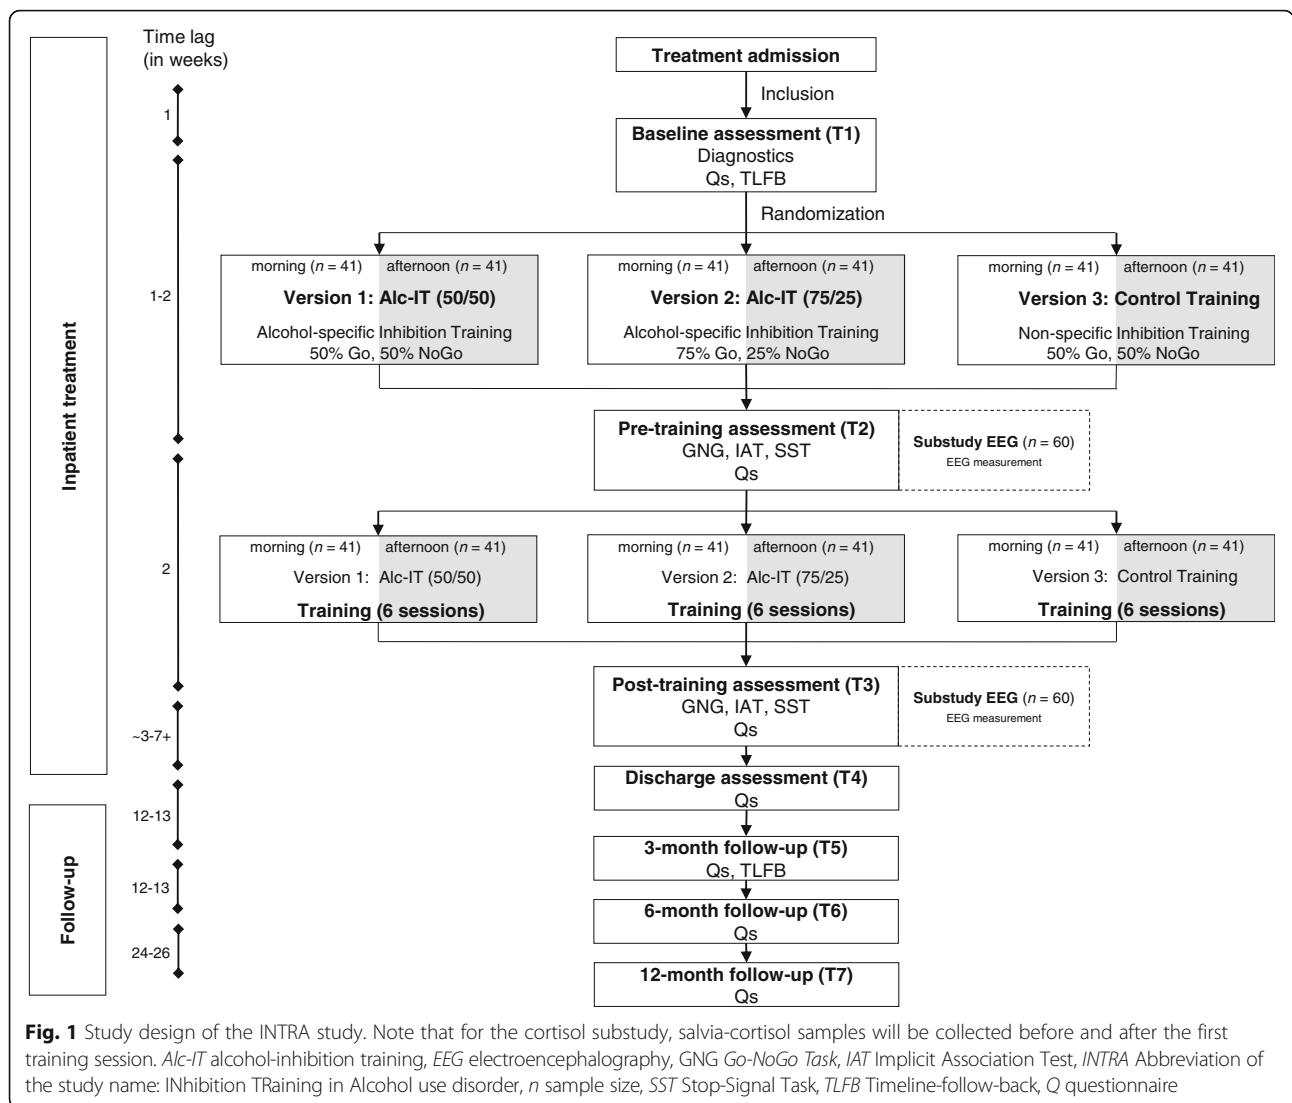 Time lag
(in weeks)
Treatment admission
Inclusion
1
Baseline assessment (T1)
Diagnostics
Qs, TLFB
Randomization
1-2
morning (n = 41) afternoon (n = 41)
Version 1: Alc-IT (50/50)
Alcohol-specific Inhibition Training
50% Go, 50% NoGo
morning (n = 41) afternoon (n = 41)
Version 2: Alc-IT (75/25)
Alcohol-specific Inhibition Training
75% Go, 25% NoGo
morning (n = 41) afternoon (n = 41)
Version 3: Control Training
Non-specific Inhibition Training
50% Go, 50% NoGo
Inpatient treatment
Pre-training assessment (T2)
GNG, IAT, SST
Qs
Substudy EEG (n = 60)
EEG measurement
2
morning (n = 41) afternoon (n = 41)
Version 1: Alc-IT (50/50)
Training (6 sessions)
morning (n = 41) afternoon (n = 41)
Version 2: Alc-IT (75/25)
Training (6 sessions)
morning (n = 41) afternoon (n = 41)
Version 3: Control Training
Training (6 sessions)
Post-training assessment (T3)
GNG, IAT, SST
Qs
Substudy EEG (n = 60)
EEG measurement
~3-7+
Discharge assessment (T4)
Qs
12-13
3-month follow-up (T5)
Qs, TLFB
Follow-up
12-13
6-month follow-up (T6)
Qs
24-26
12-month follow-up (T7)
Qs
Fig. 1 Study design of the INTRA study. Note that for the cortisol substudy, salvia-cortisol samples will be collected before and after the first
training session. Alc-IT alcohol-inhibition training, EEG electroencephalography, GNG Go-NoGo Task, IAT Implicit Association Test, INTRA Abbreviation of
the study name: INhibition TRaining in Alcohol use disorder, n sample size, SST Stop-Signal Task, TLFB Timeline-follow-back, Q questionnaire